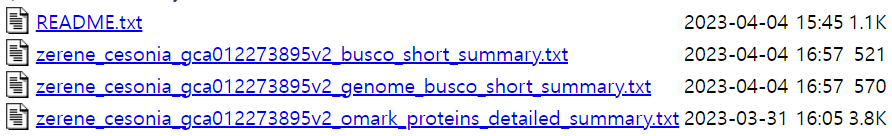 README.txt 2023-04-04 15:45 1.1K
zerene_cesonia_gca012273895v2_busco_short_summary.txt 2023-04-04 16:57 521
zerene_cesonia_gca012273895v2_genome_busco_short_summary.txt 2023-04-04 16:57 570
zerene_cesonia_gca012273895v2_omark_proteins_detailed_summary.txt 2023-03-31 16:05 3.8K